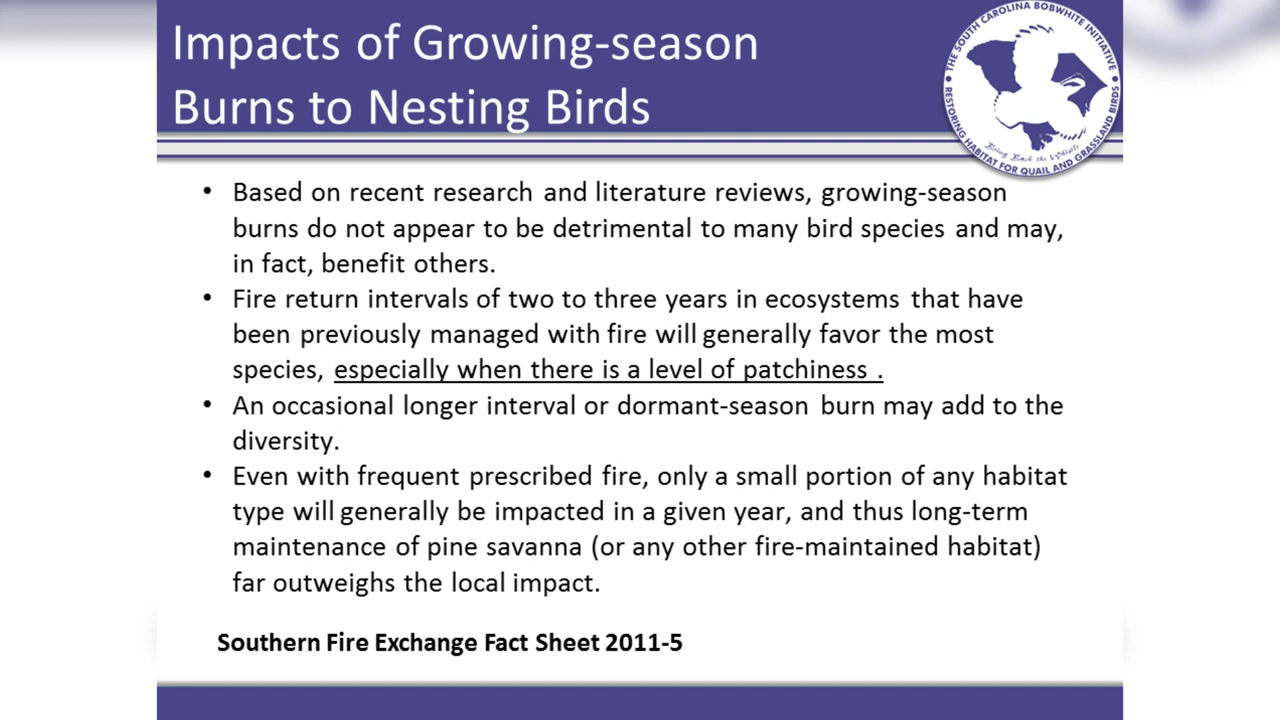 Impacts of Growing-season
Burns to Nesting Birds
THE SOUTH CAROLINA BOBWHITE INITIATIVE
Bring Back the Whistle
RESTORING HABITAT FOR QUAIL AND GRASSLAND BIRDS
• Based on recent research and literature reviews, growing-season
burns do not appear to be detrimental to many bird species and may,
in fact, benefit others.
• Fire return intervals of two to three years in ecosystems that have
been previously managed with fire will generally favor the most
species, especially when there is a level of patchiness .
• An occasional longer interval or dormant-season burn may add to the
diversity.
• Even with frequent prescribed fire, only a small portion of any habitat
type will generally be impacted in a given year, and thus long-term
maintenance of pine savanna (or any other fire-maintained habitat)
far outweighs the local impact.
Southern Fire Exchange Fact Sheet 2011-5